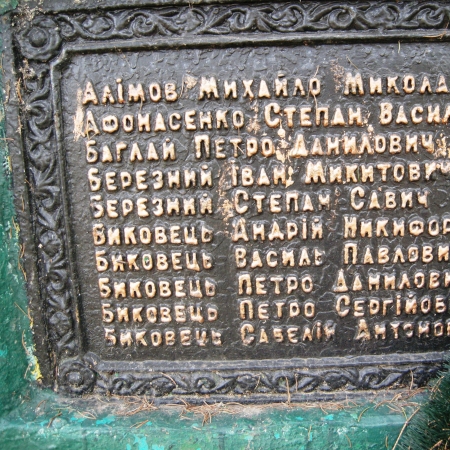 Алімов Михайло Микола
Афонасенко Степан Васил
Баглай Петро Данилович
Березний Іван Микитович
Березний Степан Савич
Биковець Андрій Никифор
Биковець Василь Павлови
Биковець Петро Данилови
Биковець Петро Сергійов
Биковець Савелій Антонов